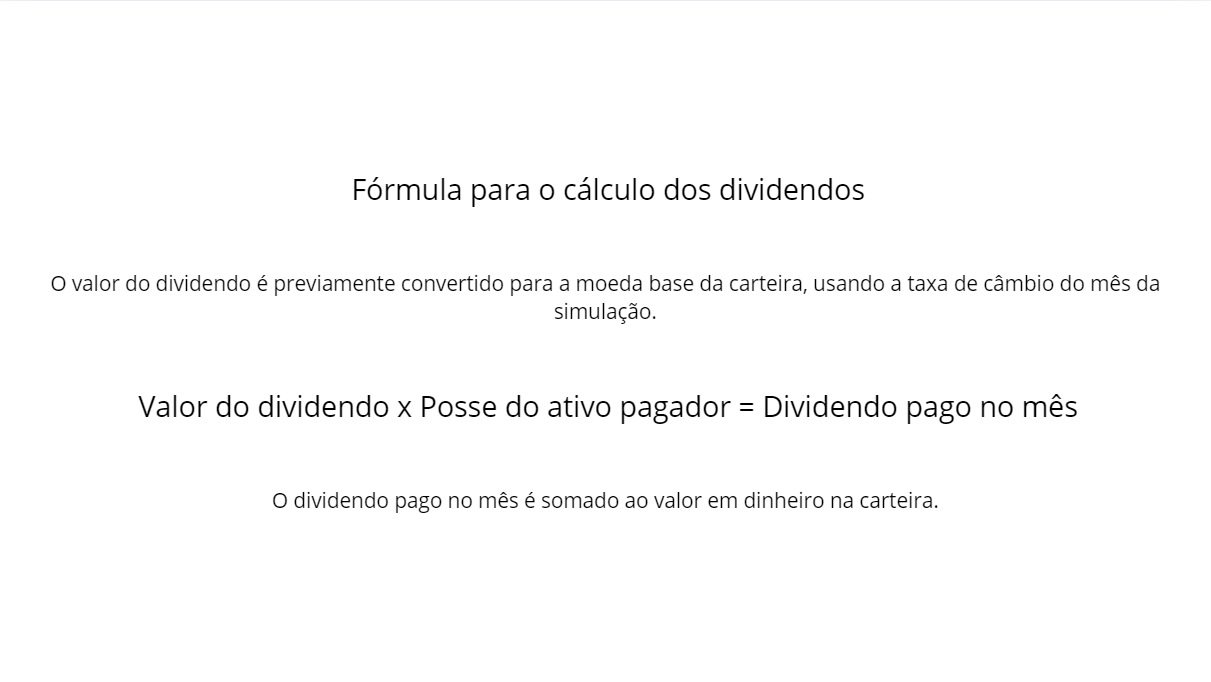 Fórmula para o cálculo dos dividendos
O valor do dividendo é previamente convertido para a moeda base da carteira, usando a taxa de câmbio do mês da
simulação.
Valor do dividendo x Posse do ativo pagador = Dividendo pago no mês
O dividendo pago no mês é somado ao valor em dinheiro na carteira.